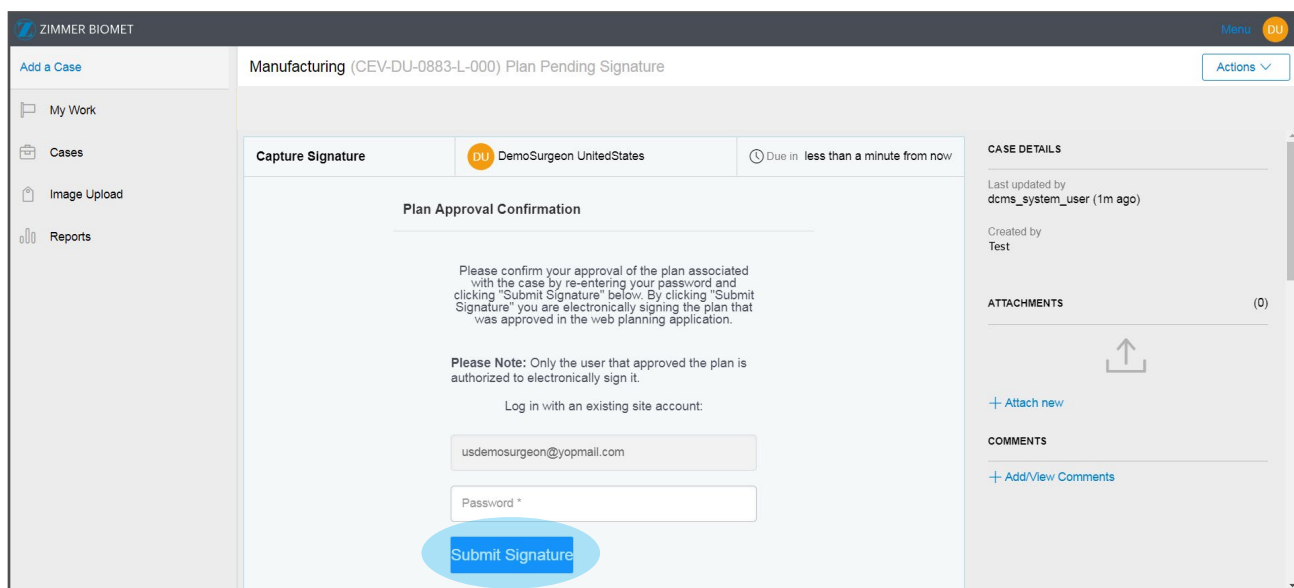 ZIMMER BIOMET
Menu DU
Add a Case
Manufacturing (CEV-DU-0883-L-000) Plan Pending Signature
Actions
My Work
Cases
Image Upload
Reports
Capture Signature
DU DemoSurgeon UnitedStates
Due in less than a minute from now
Plan Approval Confirmation
Please confirm your approval of the plan associated
with the case by re-entering your password and
clicking "Submit Signature" below. By clicking "Submit
Signature" you are electronically signing the plan that
was approved in the web planning application.
Please Note: Only the user that approved the plan is
authorized to electronically sign it.
Log in with an existing site account:
usdemosurgeon@yopmail.com
Password *
Submit Signature
CASE DETAILS
Last updated by
dcms_system_user (1m ago)
Created by
Test
ATTACHMENTS (0)
+ Attach new
COMMENTS
+ Add/View Comments